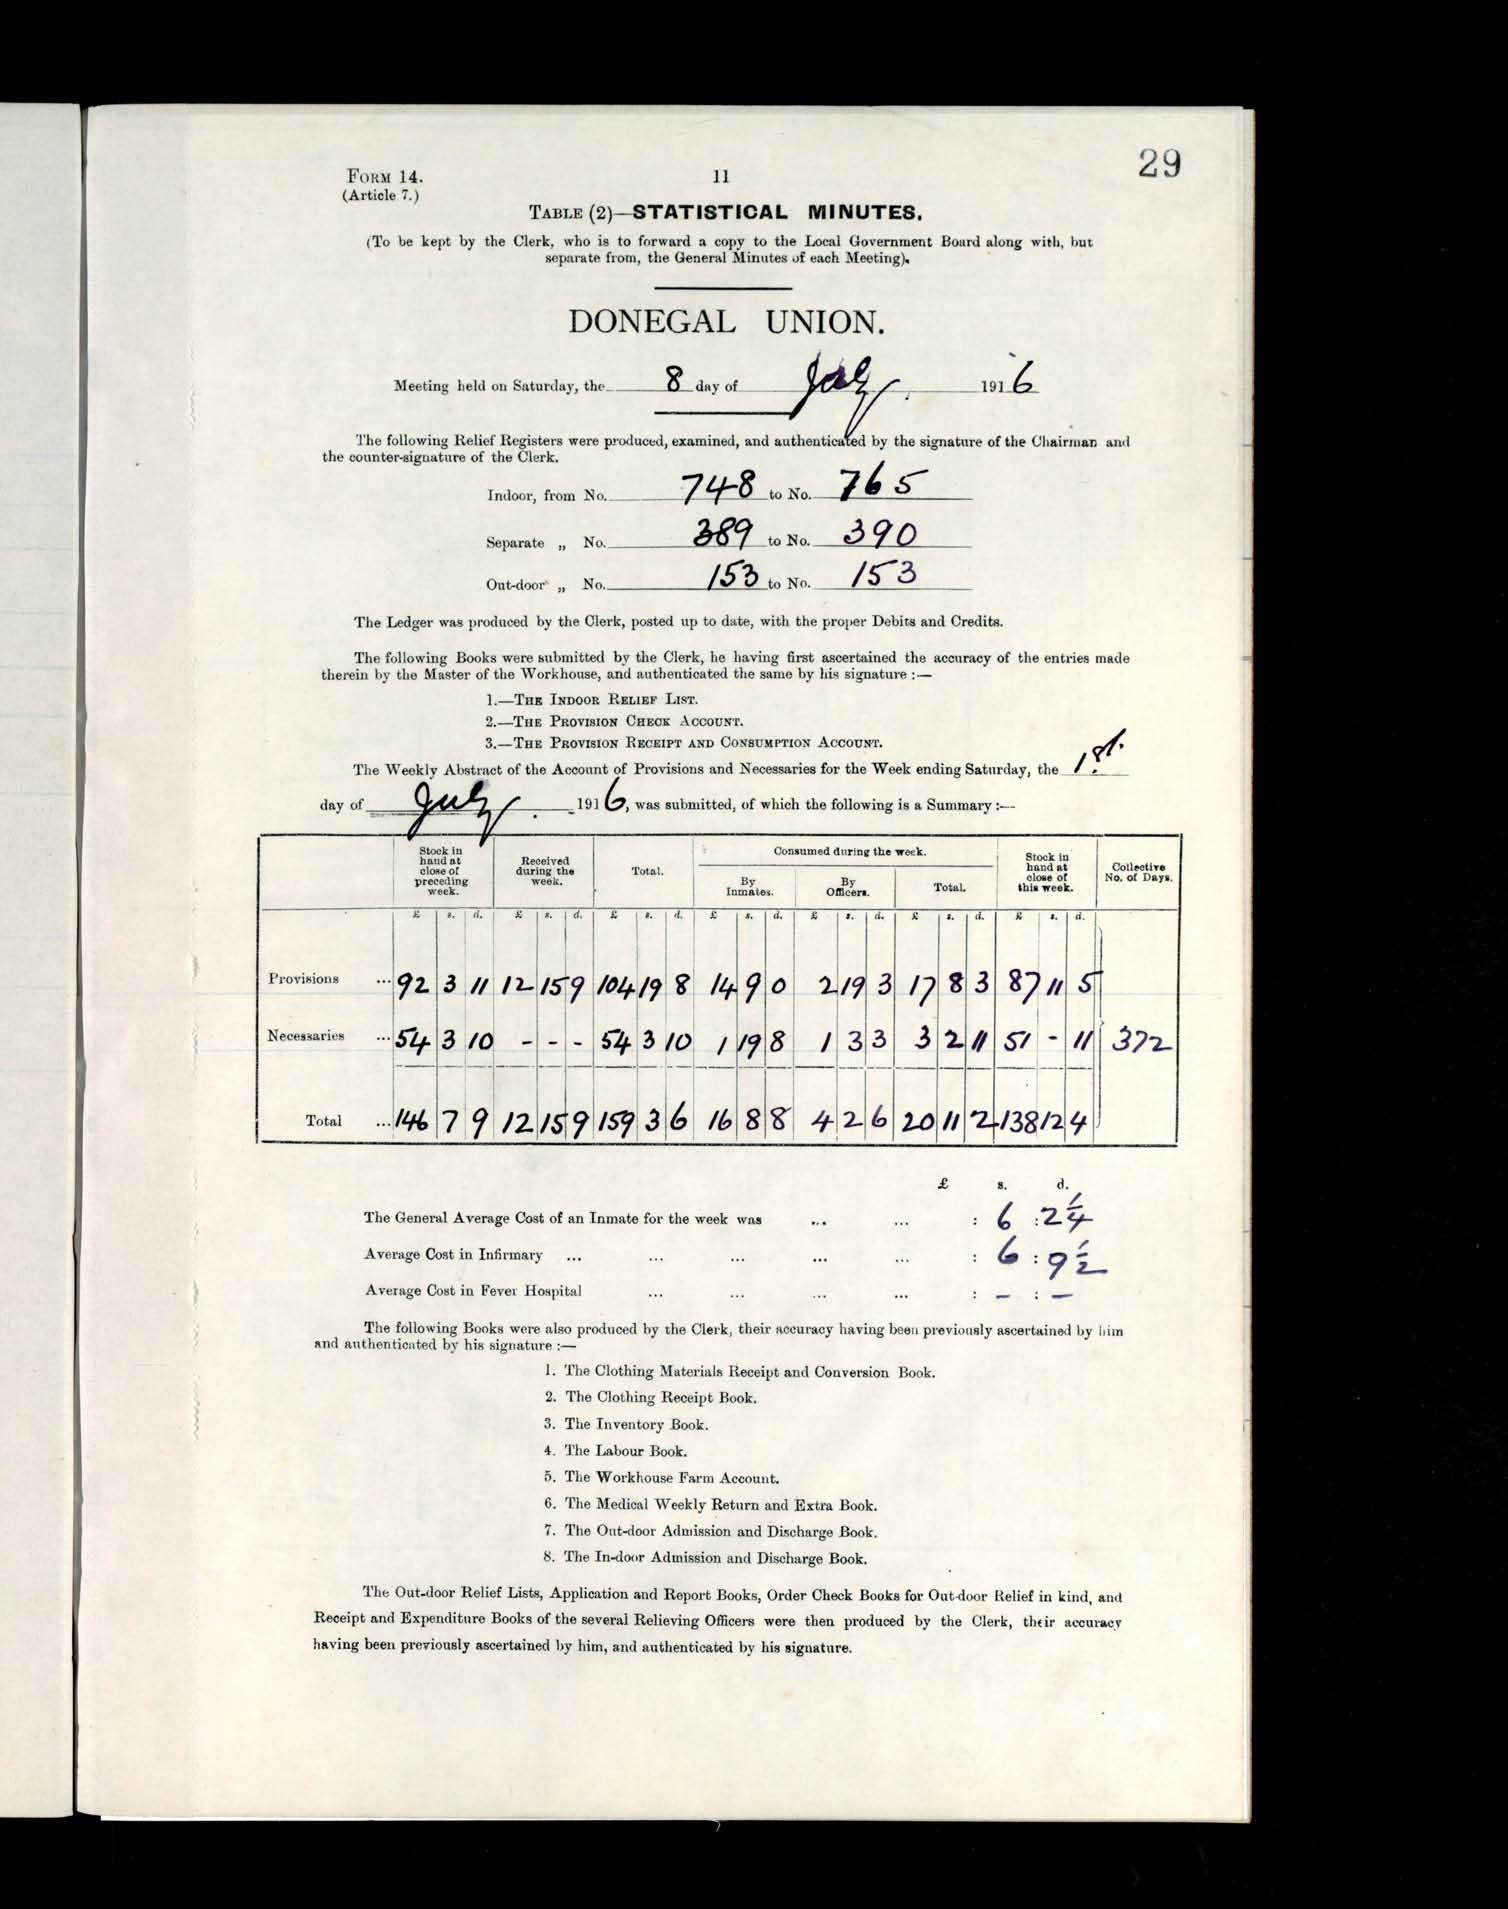 29
FORM 14. 11
(Article 7.)
TABLE (2)—STATISTICAL MINUTES.
(To be kept by the Clerk, who is to forward a copy to the Local Government Board along with, but
separate from, the General Minutes of each Meeting).
DONEGAL UNION.
Meeting held on Saturday, the 8 day of July. 1916
The following Relief Registers were produced, examined, and authenticated by the signature of the Chairman and
the counter-signature of the Clerk.
Indoor, from No. 748 to No. 765
Separate „ No. 389 to No. 390
Out-door „ No. 153 to No. 153
The Ledger was produced by the Clerk, posted up to date, with the proper Debits and Credits.
The following Books were submitted by the Clerk, he having first ascertained the accuracy of the entries made
therein by the Master of the Workhouse, and authenticated the same by his signature :—
1.—THE INDOOR RELIEF LIST.
2.—THE PROVISION CHECK ACCOUNT.
3.—THE PROVISION RECEIPT AND CONSUMPTION ACCOUNT.
The Weekly Abstract of the Account of Provisions and Necessaries for the Week ending Saturday, the 1st.
day of July. 1916, was submitted, of which the following is a Summary :—
Stock in hand at close of preceding week. Received during the week. Total. Consumed during the week. Stock in hand at close of this week. Collective No. of Days.
By Inmates. By Officers. Total.
£ s. d. £ s. d. £ s. d. £ s. d. £ s. d. £ s. d. £ s. d.
Provisions ... 92 3 11 12 15 9 104 19 8 14 9 0 2 19 3 17 8 3 87 11 5
Necessaries ... 54 3 10 - - - 54 3 10 1 19 8 1 3 3 3 2 11 51 - 11 372
Total ... 146 7 9 12 15 9 159 3 6 16 8 8 4 2 6 20 11 2 138 12 4
£ s. d.
The General Average Cost of an Inmate for the week was ... ... : 6 : 2 1/4
Average Cost in Infirmary ... ... ... ... ... : 6 : 9 1/2
Average Cost in Fever Hospital ... ... ... ... : - : -
The following Books were also produced by the Clerk, their accuracy having been previously ascertained by him
and authenticated by his signature :—
1. The Clothing Materials Receipt and Conversion Book.
2. The Clothing Receipt Book.
3. The Inventory Book.
4. The Labour Book.
5. The Workhouse Farm Account.
6. The Medical Weekly Return and Extra Book.
7. The Out-door Admission and Discharge Book.
8. The In-door Admission and Discharge Book.
The Out-door Relief Lists, Application and Report Books, Order Check Books for Out-door Relief in kind, and
Receipt and Expenditure Books of the several Relieving Officers were then produced by the Clerk, their accuracy
having been previously ascertained by him, and authenticated by his signature.